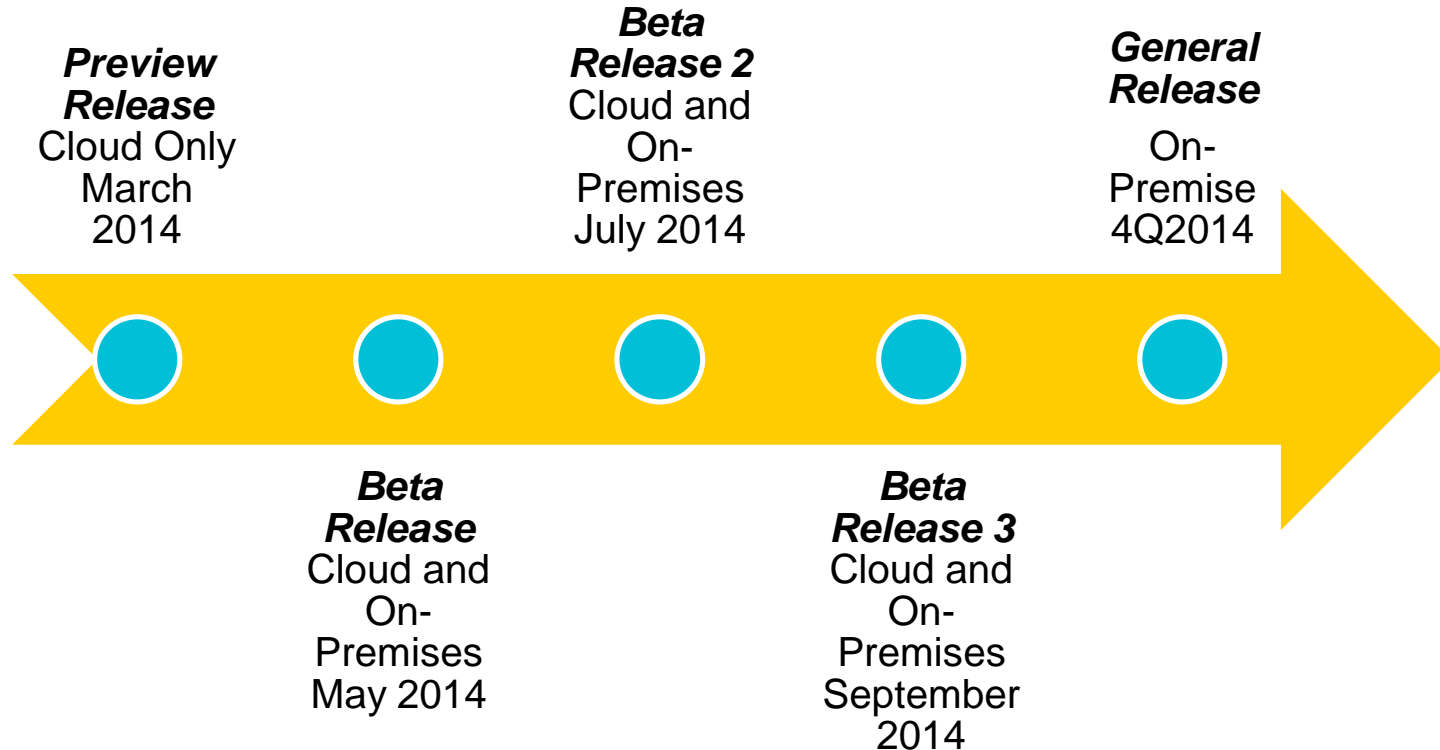 Preview
Release
Cloud Only
March
2014
Beta
Release
Cloud and
On-
Premises
May 2014
Beta
Release 2
Cloud and
On-
Premises
July 2014
Beta
Release 3
Cloud and
On-
Premises
September
2014
General
Release
On-
Premise
4Q2014